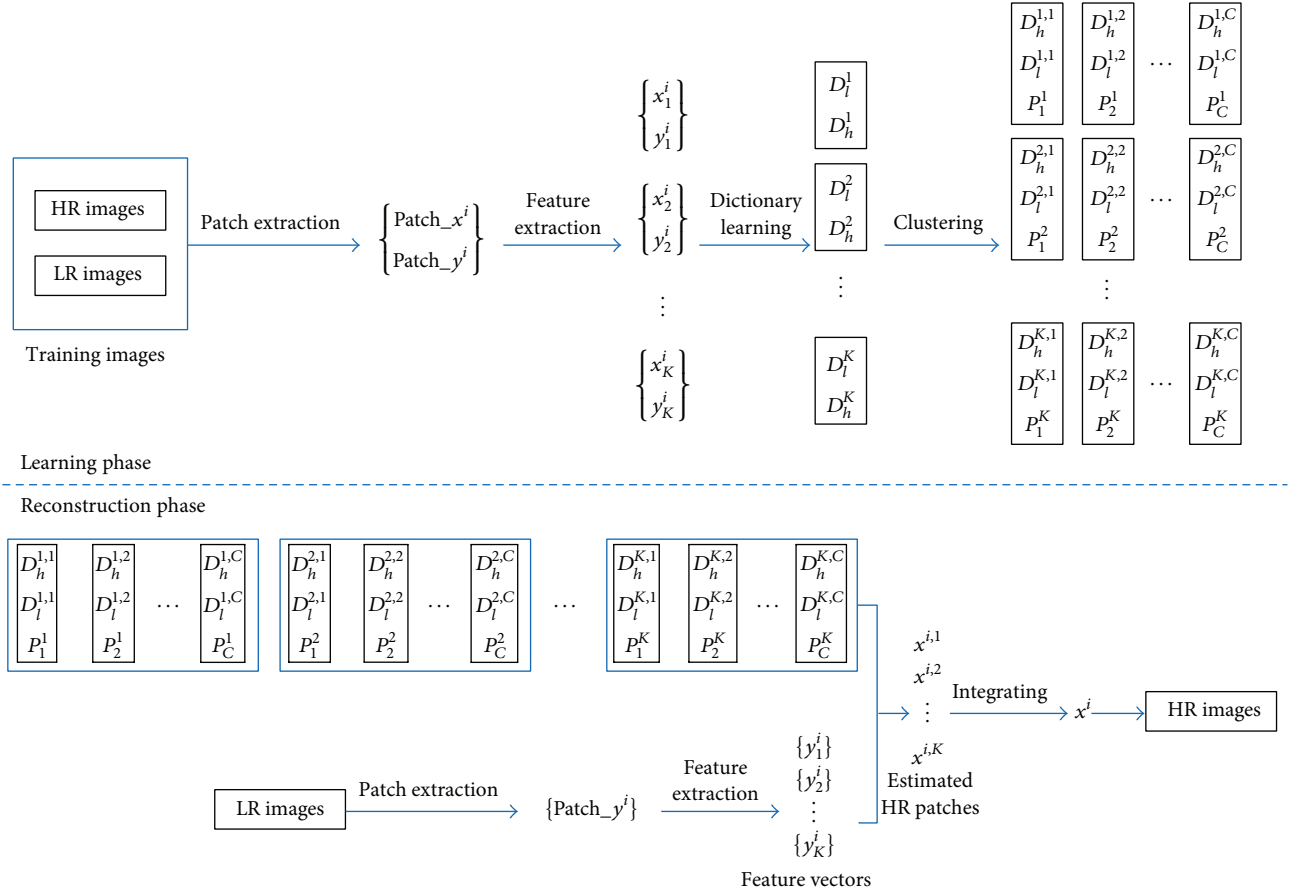 HR images
LR images
Training images
Patch extraction
{Patch_x^i
Patch_y^i}
Feature
extraction
{x_1^i
y_1^i}
{x_2^i
y_2^i}
⋮
{x_K^i
y_K^i}
Dictionary
learning
D_l^1
D_h^1
D_l^2
D_h^2
⋮
D_l^K
D_h^K
Clustering
D_h^{1,1} D_h^{1,2} D_h^{1,C}
D_l^{1,1} D_l^{1,2} ⋯ D_l^{1,C}
P_1^1 P_2^1 P_C^1
D_h^{2,1} D_h^{2,2} D_h^{2,C}
D_l^{2,1} D_l^{2,2} ⋯ D_l^{2,C}
P_1^2 P_2^2 P_C^2
⋮
D_h^{K,1} D_h^{K,2} D_h^{K,C}
D_l^{K,1} D_l^{K,2} ⋯ D_l^{K,C}
P_1^K P_2^K P_C^K
Learning phase
Reconstruction phase
D_h^{1,1} D_h^{1,2} D_h^{1,C} D_h^{2,1} D_h^{2,2} D_h^{2,C} D_h^{K,1} D_h^{K,2} D_h^{K,C}
D_l^{1,1} D_l^{1,2} ⋯ D_l^{1,C} D_l^{2,1} D_l^{2,2} ⋯ D_l^{2,C} ⋯ D_l^{K,1} D_l^{K,2} ⋯ D_l^{K,C}
P_1^1 P_2^1 P_C^1 P_1^2 P_2^2 P_C^2 P_1^K P_2^K P_C^K
LR images
Patch extraction
{Patch_y^i}
Feature
extraction
{y_1^i}
{y_2^i}
⋮
{y_K^i}
Feature vectors
x^{i,1}
x^{i,2}
⋮
x^{i,K}
Estimated
HR patches
Integrating
x^i
HR images